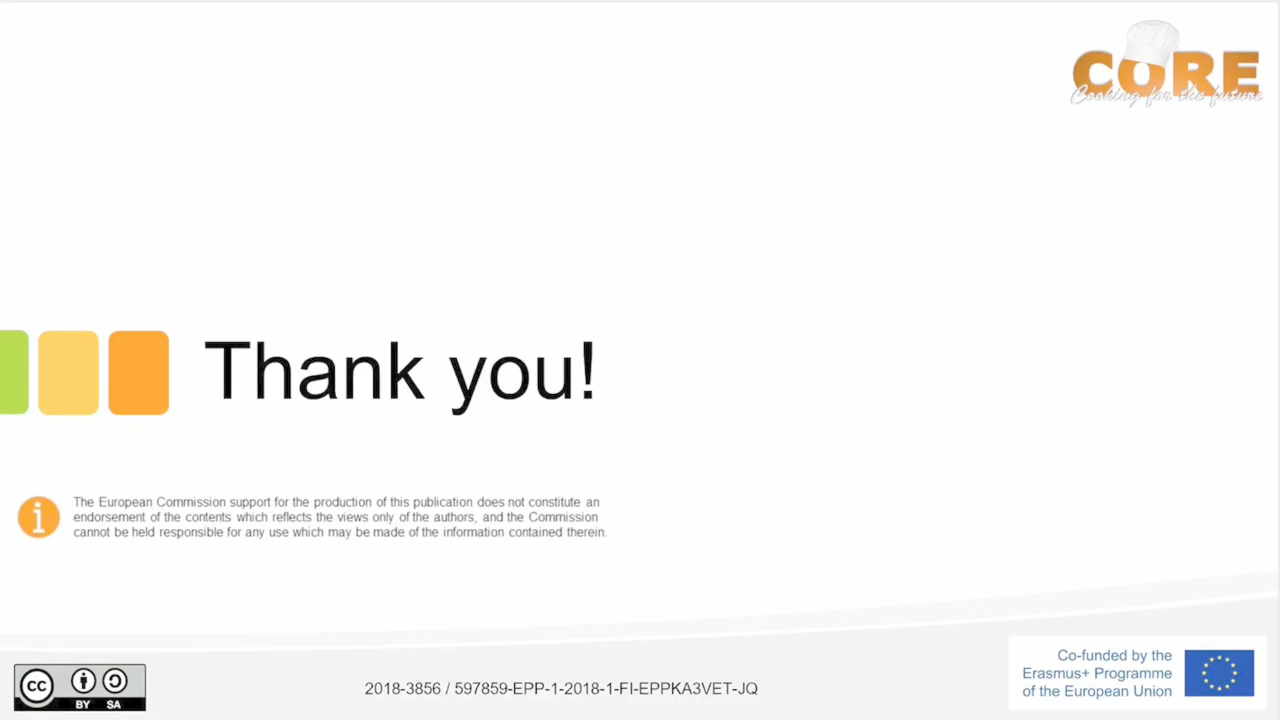 CORE
Cooking for the future
Thank you!
i
The European Commission support for the production of this publication does not constitute an
endorsement of the contents which reflects the views only of the authors, and the Commission
cannot be held responsible for any use which may be made of the information contained therein.
cc
BY SA
2018-3856 / 597859-EPP-1-2018-1-FI-EPPKA3VET-JQ
Co-funded by the
Erasmus+ Programme
of the European Union